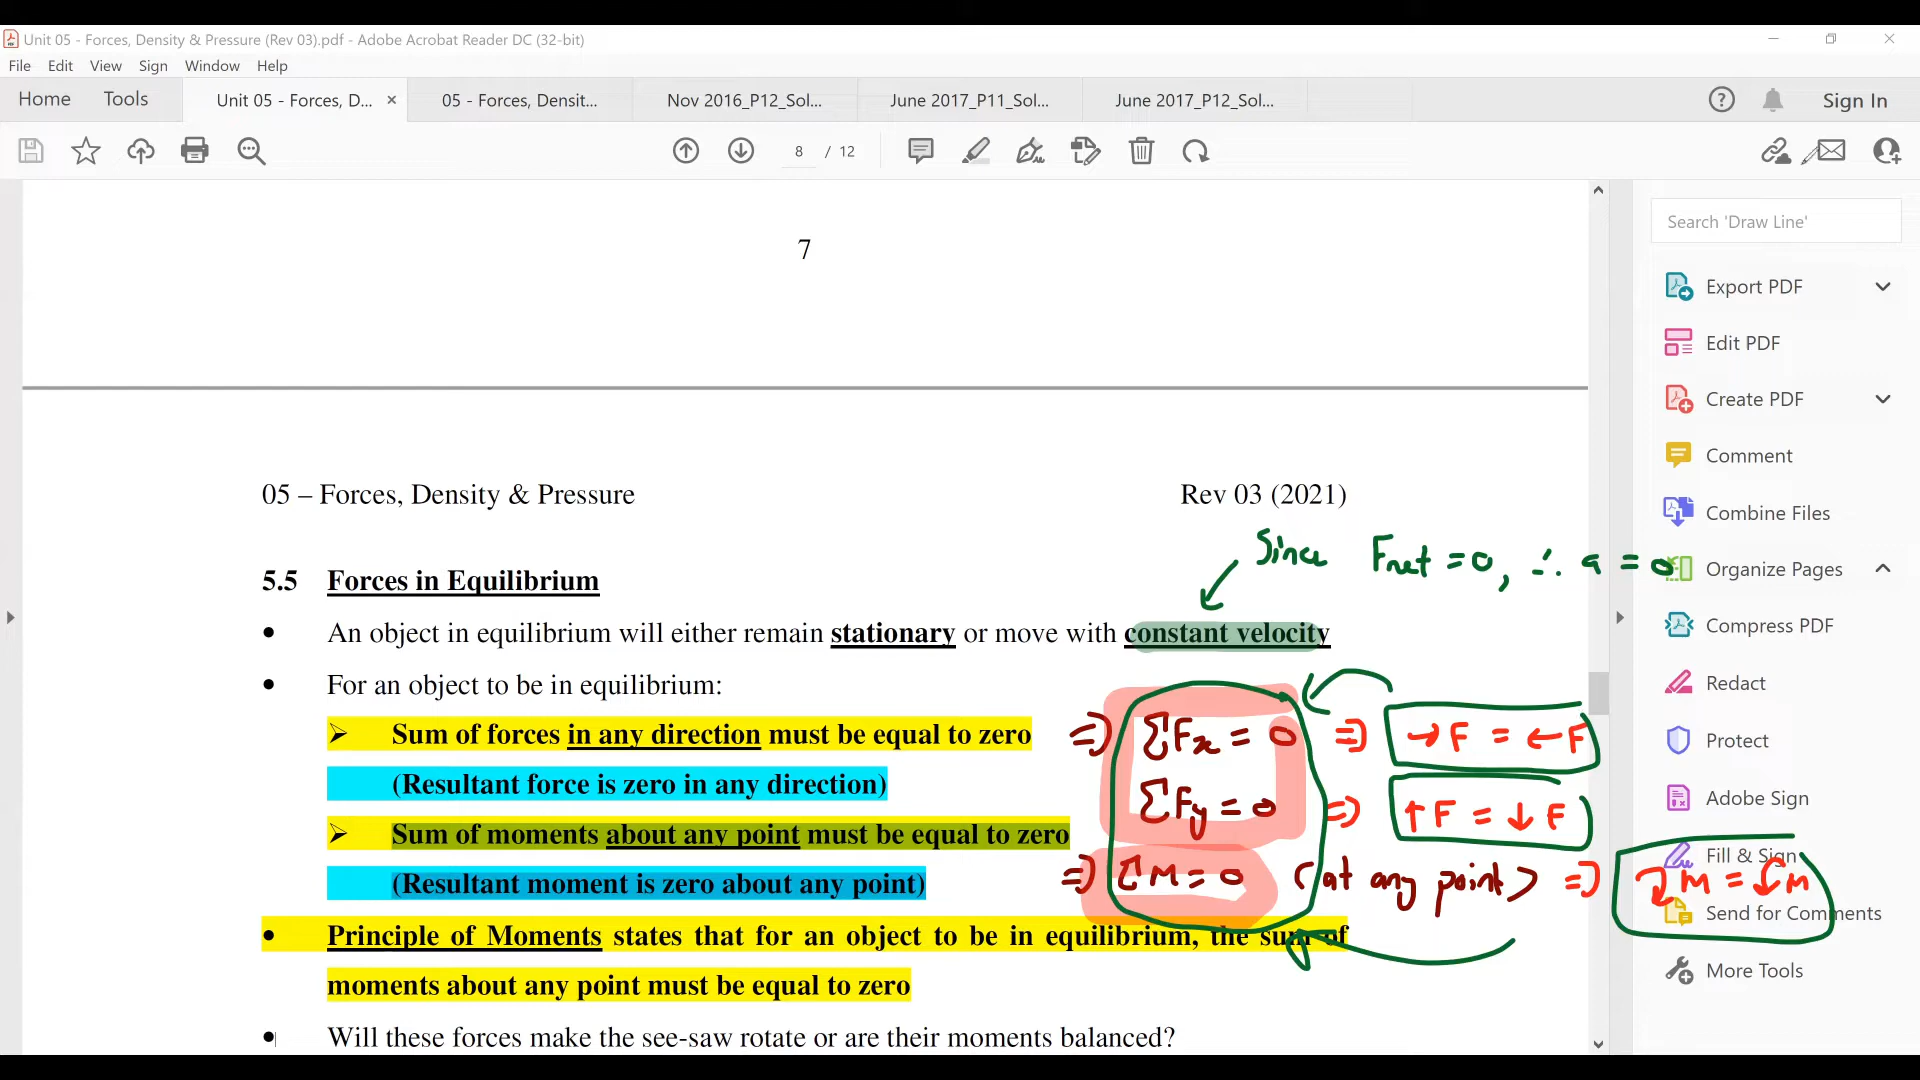 Unit 05 - Forces, Density & Pressure (Rev 03).pdf - Adobe Acrobat Reader DC (32-bit)
File Edit View Sign Window Help
Home Tools Unit 05 - Forces, D... × 05 - Forces, Densit... Nov 2016_P12_Sol... June 2017_P11_Sol... June 2017_P12_Sol... Sign In
8 / 12
Search 'Draw Line'
Export PDF
Edit PDF
Create PDF
Comment
Combine Files
Organize Pages
Compress PDF
Redact
Protect
Adobe Sign
Fill & Sign
Send for Comments
More Tools
7
05 – Forces, Density & Pressure Rev 03 (2021)
Since Fnet = 0, ∴ a = 0
5.5 Forces in Equilibrium
• An object in equilibrium will either remain stationary or move with constant velocity
• For an object to be in equilibrium:
➢ Sum of forces in any direction must be equal to zero ⇒ ΣFx = 0 ⇒ →F = ←F
(Resultant force is zero in any direction)
ΣFy = 0 ⇒ ↑F = ↓F
➢ Sum of moments about any point must be equal to zero
(Resultant moment is zero about any point) ⇒ ΣM = 0 (at any point) ⇒ ↷M = ↶M
• Principle of Moments states that for an object to be in equilibrium, the sum of
moments about any point must be equal to zero
• Will these forces make the see-saw rotate or are their moments balanced?